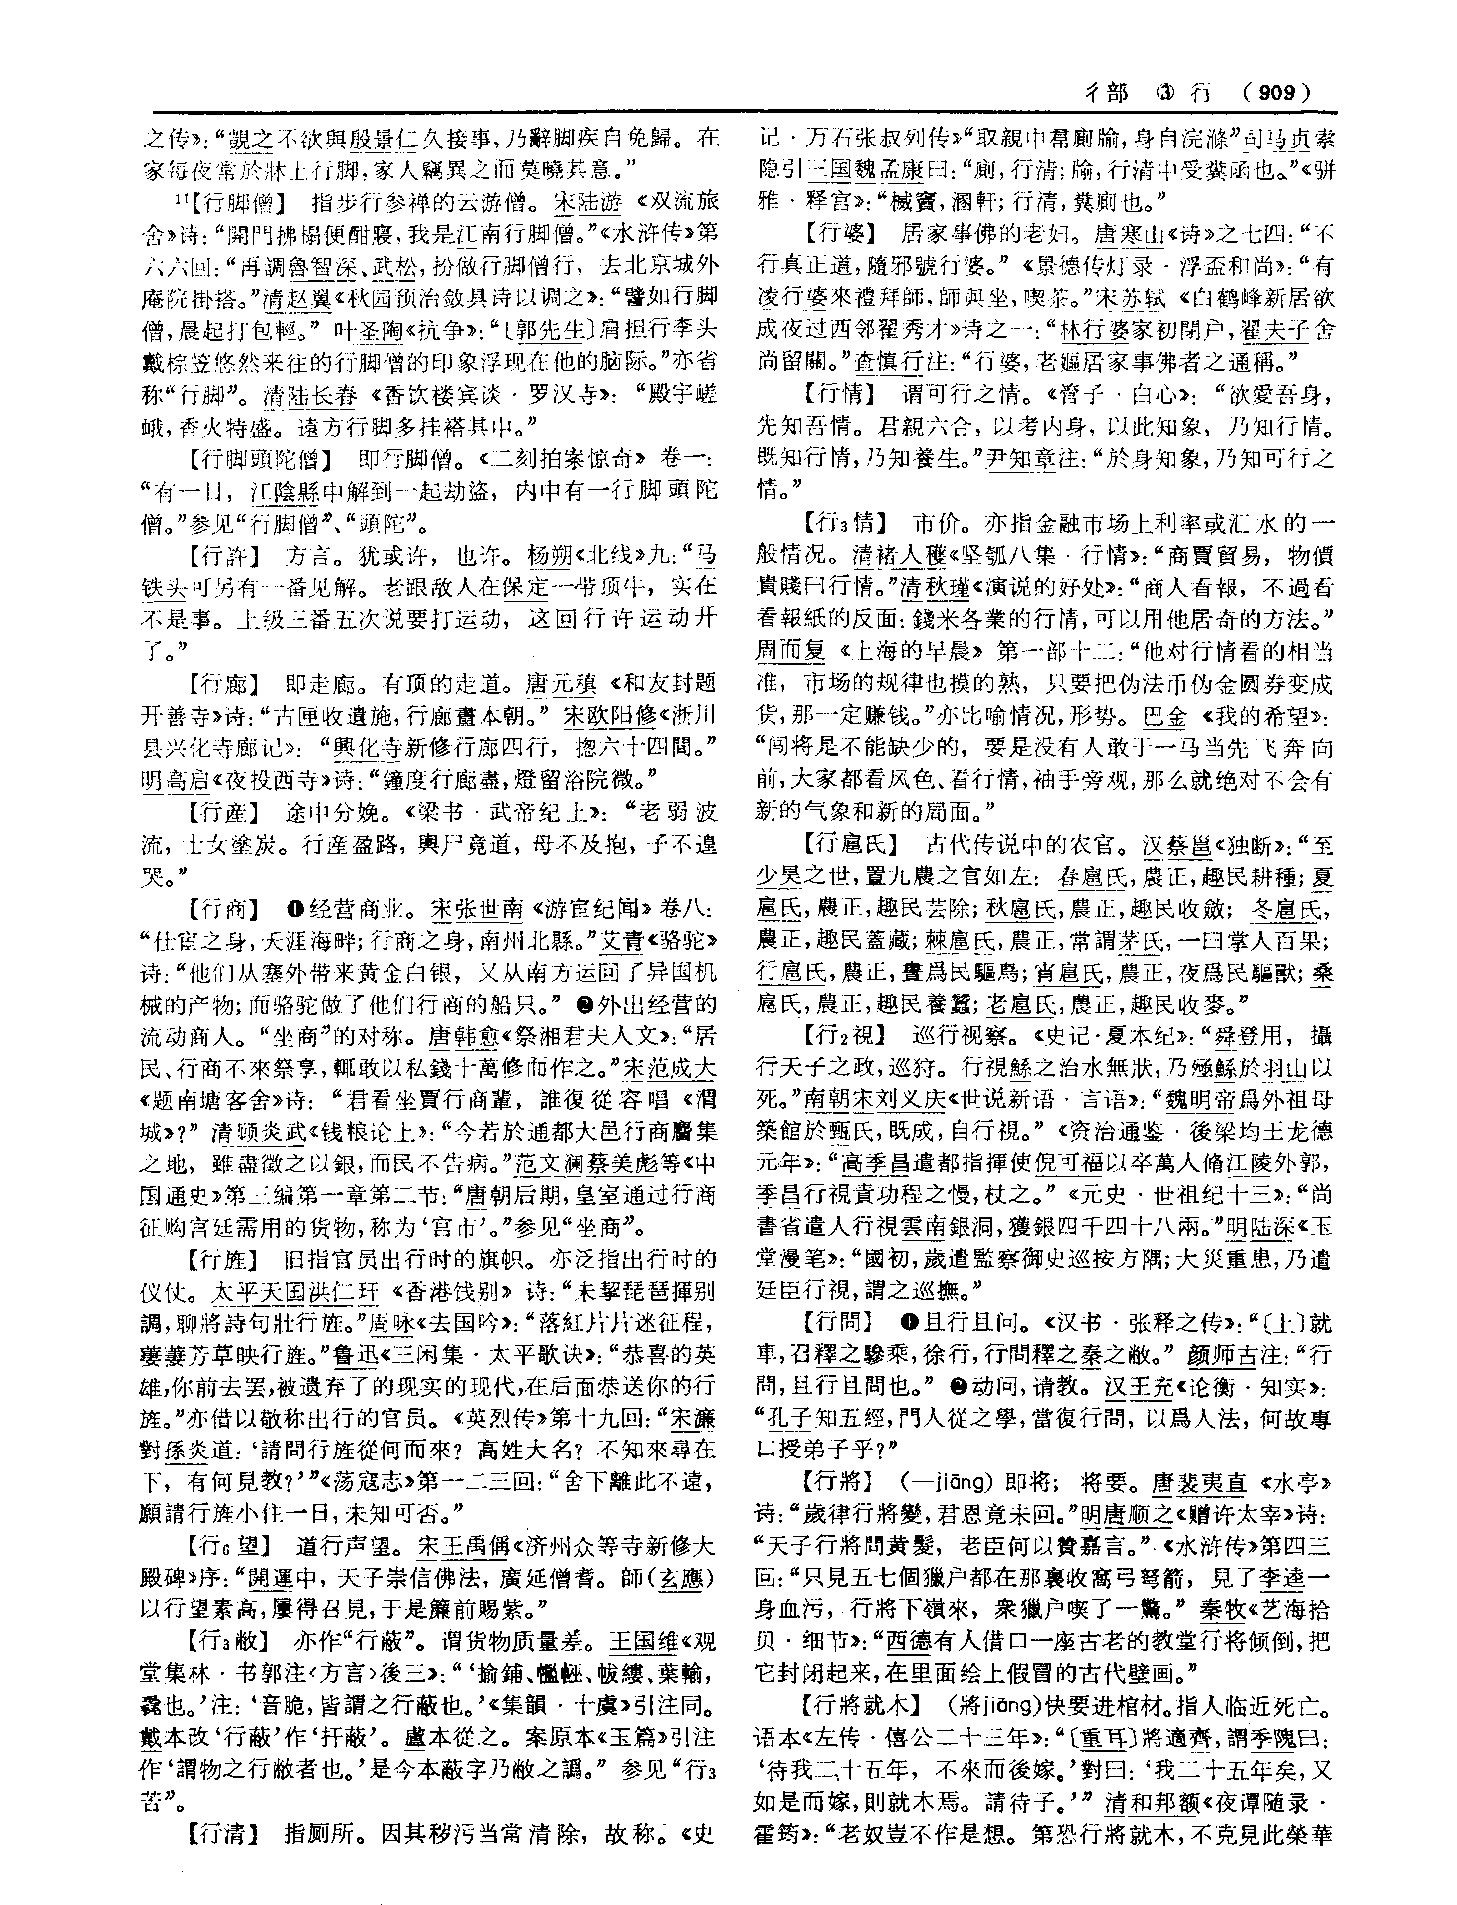 彳部 ③ 行 （909）
之传》：“覬之不欲與殷景仁久接事，乃辭脚疾自免歸。在
家每夜常於牀上行脚，家人竊異之而莫曉其意。”
¹¹【行脚僧】 指步行参禅的云游僧。宋陆游《双流旅
舍》诗：“開門拂榻便酣寢，我是江南行脚僧。”《水浒传》第
六六回：“再調魯智深、武松，扮做行脚僧行，去北京城外
庵院掛搭。”清赵翼《秋园预治敛具诗以调之》：“譬如行脚
僧，晨起打包輕。” 叶圣陶《抗争》：“〔郭先生〕肩担行李头
戴棕笠悠然来往的行脚僧的印象浮现在他的脑际。”亦省
称“行脚”。清陆长春《香饮楼宾谈·罗汉寺》：“殿宇嵯
峨，香火特盛。遠方行脚多挂褡其中。”
【行脚頭陀僧】 即行脚僧。《二刻拍案惊奇》卷一：
“有一日，江陰縣中解到一起劫盜，内中有一行脚頭陀
僧。”参见“行脚僧”、“頭陀”。
【行許】 方言。犹或许，也许。杨朔《北线》九：“马
铁头可另有一番见解。老跟敌人在保定一带顶牛，实在
不是事。上级三番五次说要打运动，这回行许运动开
了。”
【行廊】 即走廊。有顶的走道。唐元稹《和友封题
开善寺》诗：“古匣收遺施，行廊畫本朝。” 宋欧阳修《淅川
县兴化寺廊记》：“興化寺新修行廊四行，揔六十四間。”
明高启《夜投西寺》诗：“鐘度行廊盡，燈留浴院微。”
【行産】 途中分娩。《梁书·武帝纪上》：“老弱波
流，士女塗炭。行産盈路，輿尸竟道，母不及抱，子不遑
哭。”
【行商】 ❶经营商业。宋张世南《游宦纪闻》卷八：
“仕宦之身，天涯海畔；行商之身，南州北縣。”艾青《骆驼》
诗：“他们从塞外带来黄金白银，又从南方运回了异国机
械的产物；而骆驼做了他们行商的船只。” ❷外出经营的
流动商人。“坐商”的对称。唐韩愈《祭湘君夫人文》：“居
民、行商不來祭享，輒敢以私錢十萬修而作之。”宋范成大
《题南塘客舍》诗：“君看坐賈行商輩，誰復從容唱《渭
城》？” 清顾炎武《钱粮论上》：“今若於通都大邑行商麕集
之地，雖盡徵之以銀，而民不告病。”范文澜蔡美彪等《中
国通史》第三编第一章第二节：“唐朝后期，皇室通过行商
征购宫廷需用的货物，称为‘宫市’。”参见“坐商”。
【行旌】 旧指官员出行时的旗帜。亦泛指出行时的
仪仗。太平天国洪仁玕《香港饯别》诗：“未挈琵琶揮别
調，聊將詩句壯行旌。”唐咏《去国吟》：“落紅片片迷征程，
萋萋芳草映行旌。”鲁迅《三闲集·太平歌诀》：“恭喜的英
雄，你前去罢，被遗弃了的现实的现代，在后面恭送你的行
旌。”亦借以敬称出行的官员。《英烈传》第十九回：“宋濂
對孫炎道：‘請問行旌從何而來？高姓大名？不知來尋在
下，有何見教？’”《荡寇志》第一二三回：“舍下離此不遠，
願請行旌小住一日，未知可否。”
【行₆望】 道行声望。宋王禹偁《济州众等寺新修大
殿碑》序：“開運中，天子崇信佛法，廣延僧耆。師（玄應）
以行望素高，屢得召見，于是簾前賜紫。”
【行₃敝】 亦作“行蔽”。谓货物质量差。王国维《观
堂集林·书郭注〈方言〉後三》：“‘揄鋪、㡮㡜、帗縷、葉輸，
毳也。’注：‘音脆，皆謂之行蔽也。’《集韻·十虞》引注同。
戴本改‘行蔽’作‘扞蔽’。盧本從之。案原本《玉篇》引注
作‘謂物之行敝者也。’是今本蔽字乃敝之譌。” 参见“行₃
苦”。
【行清】 指厕所。因其秽污当常清除，故称。《史
记·万石张叔列传》“取親中帬廁牏，身自浣滌”司马贞索
隐引三国魏孟康曰：“廁，行清；牏，行清中受糞函也。”《骈
雅·释宫》：“槭竇，溷軒；行清，糞廁也。”
【行婆】 居家事佛的老妇。唐寒山《诗》之七四：“不
行真正道，隨邪號行婆。”《景德传灯录·浮盃和尚》：“有
凌行婆來禮拜師，師與坐，喫茶。”宋苏轼《白鹤峰新居欲
成夜过西邻翟秀才》诗之一：“林行婆家初閉户，翟夫子舍
尚留關。”查慎行注：“行婆，老嫗居家事佛者之通稱。”
【行情】 谓可行之情。《管子·白心》：“欲愛吾身，
先知吾情。君親六合，以考内身，以此知象，乃知行情。
既知行情，乃知養生。”尹知章注：“於身知象，乃知可行之
情。”
【行₃情】 市价。亦指金融市场上利率或汇水的一
般情况。清褚人穫《坚瓠八集·行情》：“商賈貿易，物價
貴賤曰行情。”清秋瑾《演说的好处》：“商人看報，不過看
看報紙的反面：錢米各業的行情，可以用他居奇的方法。”
周而复《上海的早晨》第一部十二：“他对行情看的相当
准，市场的规律也摸的熟，只要把伪法币伪金圆券变成
货，那一定赚钱。”亦比喻情况，形势。巴金《我的希望》：
“闯将是不能缺少的，要是没有人敢于一马当先飞奔向
前，大家都看风色、看行情，袖手旁观，那么就绝对不会有
新的气象和新的局面。”
【行扈氏】 古代传说中的农官。汉蔡邕《独断》：“至
少昊之世，置九農之官如左：春扈氏，農正，趣民耕種；夏
扈氏，農正，趣民芸除；秋扈氏，農正，趣民收斂；冬扈氏，
農正，趣民蓋藏；棘扈氏，農正，常謂茅氏，一曰掌人百果；
行扈氏，農正，晝爲民驅鳥；宵扈氏，農正，夜爲民驅獸；桑
扈氏，農正，趣民養蠶；老扈氏，農正，趣民收麥。”
【行₂視】 巡行视察。《史记·夏本纪》：“舜登用，攝
行天子之政，巡狩。行視鯀之治水無狀，乃殛鯀於羽山以
死。”南朝宋刘义庆《世说新语·言语》：“魏明帝爲外祖母
築館於甄氏，既成，自行視。”《资治通鉴·後梁均王龙德
元年》：“高季昌遣都指揮使倪可福以卒萬人脩江陵外郭，
季昌行視責功程之慢，杖之。”《元史·世祖纪十三》：“尚
書省遣人行視雲南銀洞，獲銀四千四十八兩。”明陆深《玉
堂漫笔》：“國初，歲遣監察御史巡按方隅；大災重患，乃遣
廷臣行視，謂之巡撫。”
【行問】 ❶且行且问。《汉书·张释之传》：“〔上〕就
車，召釋之驂乘，徐行，行問釋之秦之敝。” 颜师古注：“行
問，且行且問也。” ❷动问，请教。汉王充《论衡·知实》：
“孔子知五經，門人從之學，當復行問，以爲人法，何故專
口授弟子乎？”
【行將】 （—jiāng）即将；将要。唐裴夷直《水亭》
诗：“歲律行將變，君恩竟未回。”明唐顺之《赠许太宰》诗：
“天子行將問黄髮，老臣何以贊嘉言。”《水浒传》第四三
回：“只見五七個獵户都在那裏收窩弓弩箭，見了李逵一
身血污，行將下嶺來，衆獵户喫了一驚。” 秦牧《艺海拾
贝·细节》：“西德有人借口一座古老的教堂行将倾倒，把
它封闭起来，在里面绘上假冒的古代壁画。”
【行將就木】 （將jiāng）快要进棺材。指人临近死亡。
语本《左传·僖公二十三年》：“〔重耳〕將適齊，謂季隗曰：
‘待我二十五年，不來而後嫁。’對曰：‘我二十五年矣，又
如是而嫁，則就木焉。請待子。’” 清和邦额《夜谭随录·
霍筠》：“老奴豈不作是想。第恐行將就木，不克見此榮華